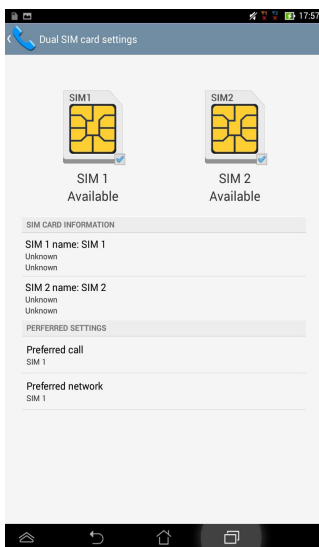 17:57
Dual SIM card settings
SIM1
SIM2
SIM 1
Available
SIM 2
Available
SIM CARD INFORMATION
SIM 1 name: SIM 1
Unknown
Unknown
SIM 2 name: SIM 2
Unknown
Unknown
PERFERRED SETTINGS
Preferred call
SIM 1
Preferred network
SIM 1